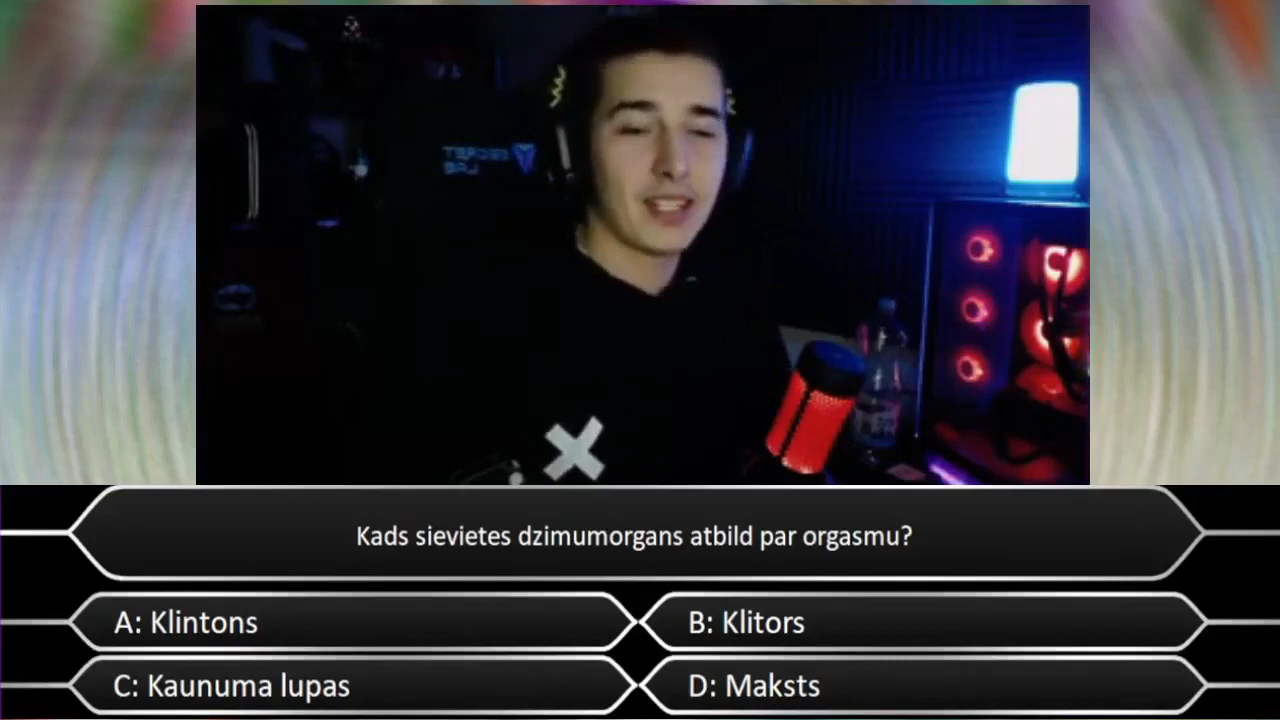 Kads sievietes dzimumorgans atbild par orgasmu?
A: Klintons
B: Klitors
C: Kaunuma lupas
D: Maksts